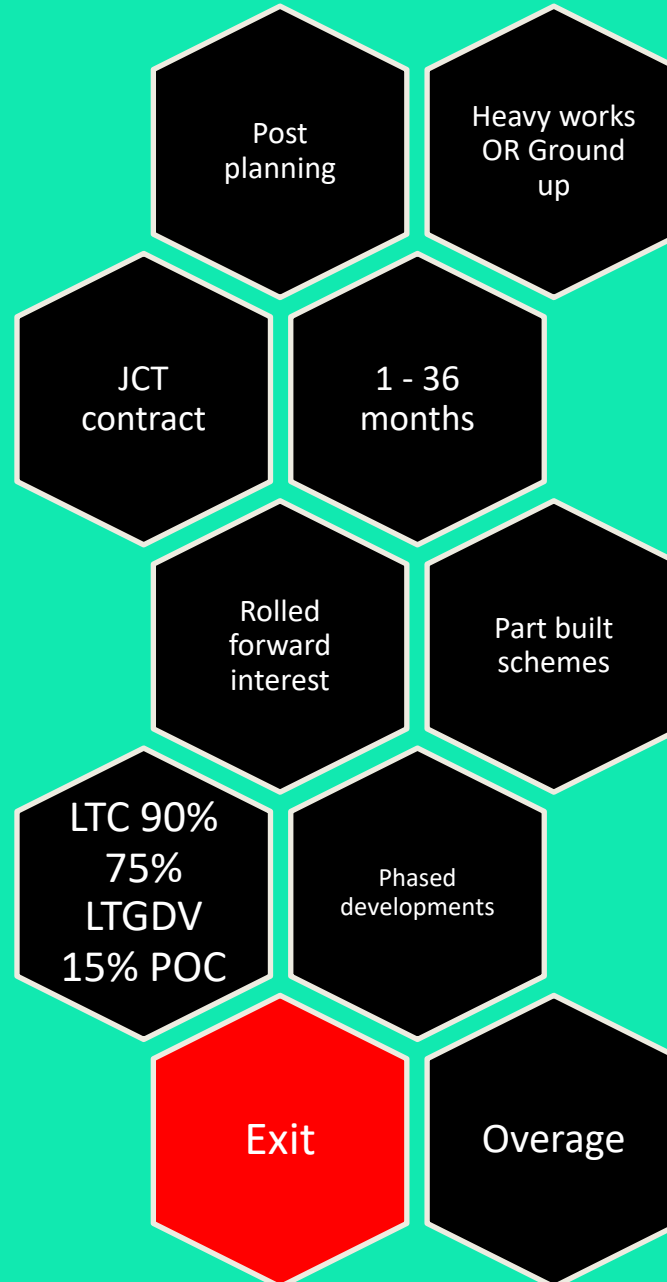 Post
planning
Heavy works
OR Ground
up
JCT
contract
1 - 36
months
Rolled
forward
interest
Part built
schemes
LTC 90%
75%
LTGDV
15% POC
Phased
developments
Exit
Overage